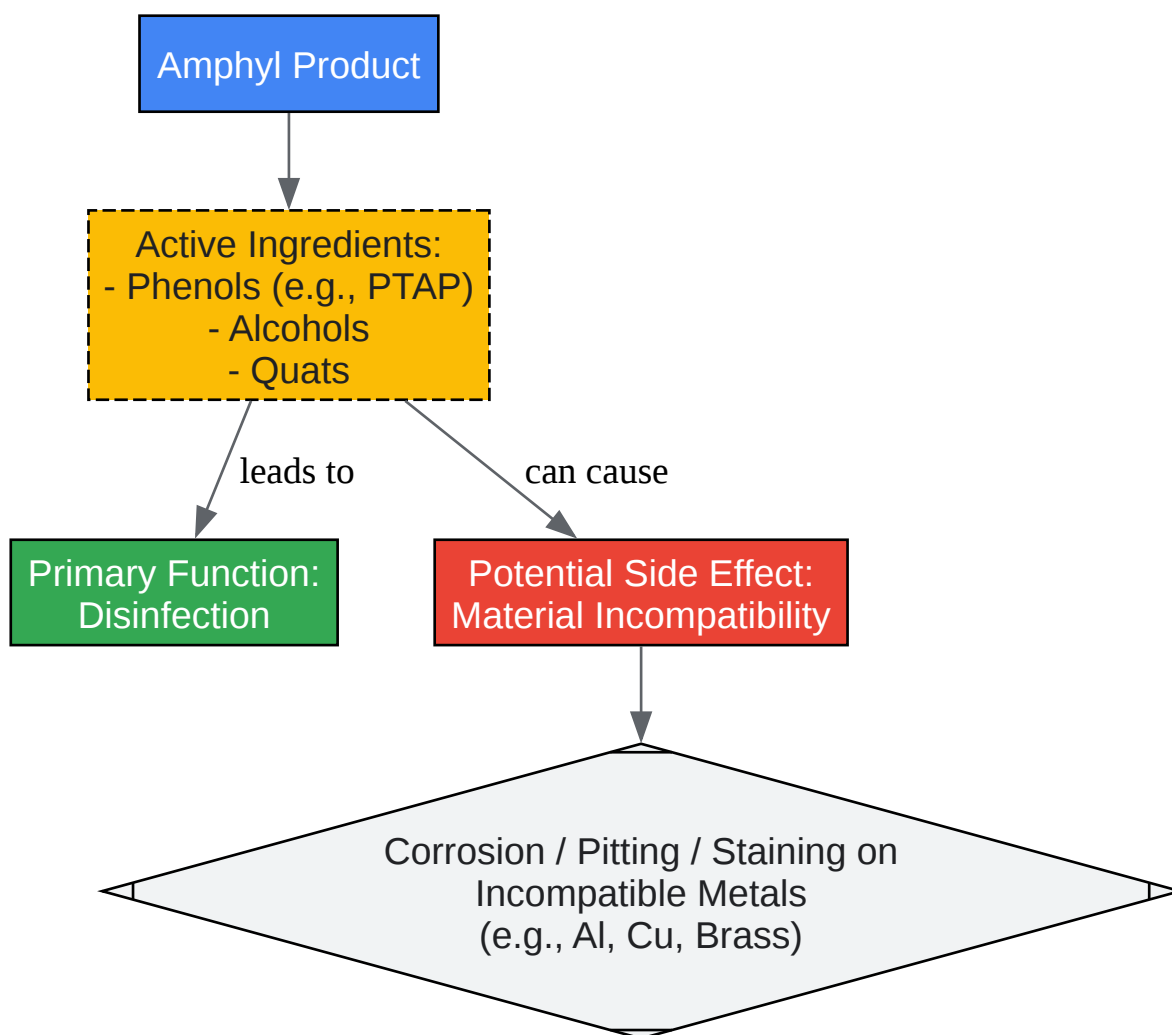 Amphyl Product
Active Ingredients:
- Phenols (e.g., PTAP)
- Alcohols
- Quats
leads to
can cause
Primary Function:
Disinfection
Potential Side Effect:
Material Incompatibility
Corrosion / Pitting / Staining on
Incompatible Metals
(e.g., Al, Cu, Brass)